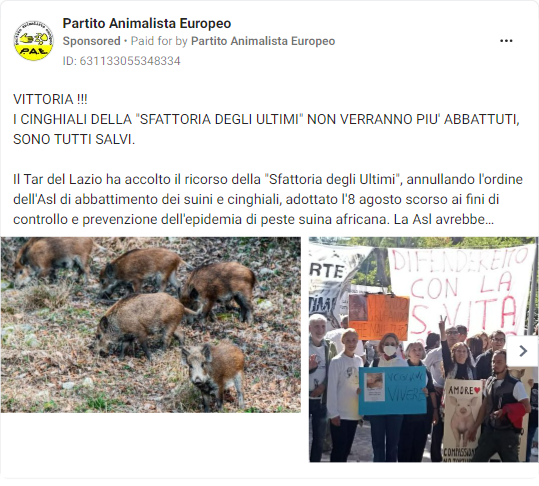 Partito Animalista Europeo
Sponsored • Paid for by Partito Animalista Europeo
ID: 631133055348334
VITTORIA !!!
I CINGHIALI DELLA "SFATTORIA DEGLI ULTIMI" NON VERRANNO PIU' ABBATTUTI,
SONO TUTTI SALVI.
Il Tar del Lazio ha accolto il ricorso della "Sfattoria degli Ultimi", annullando l'ordine
dell'Asl di abbattimento dei suini e cinghiali, adottato l'8 agosto scorso ai fini di
controllo e prevenzione dell'epidemia di peste suina africana. La Asl avrebbe…
P.A.E.
RTE
DIFENDEREMO
CON LA
VITA
VIVERE
AMORE